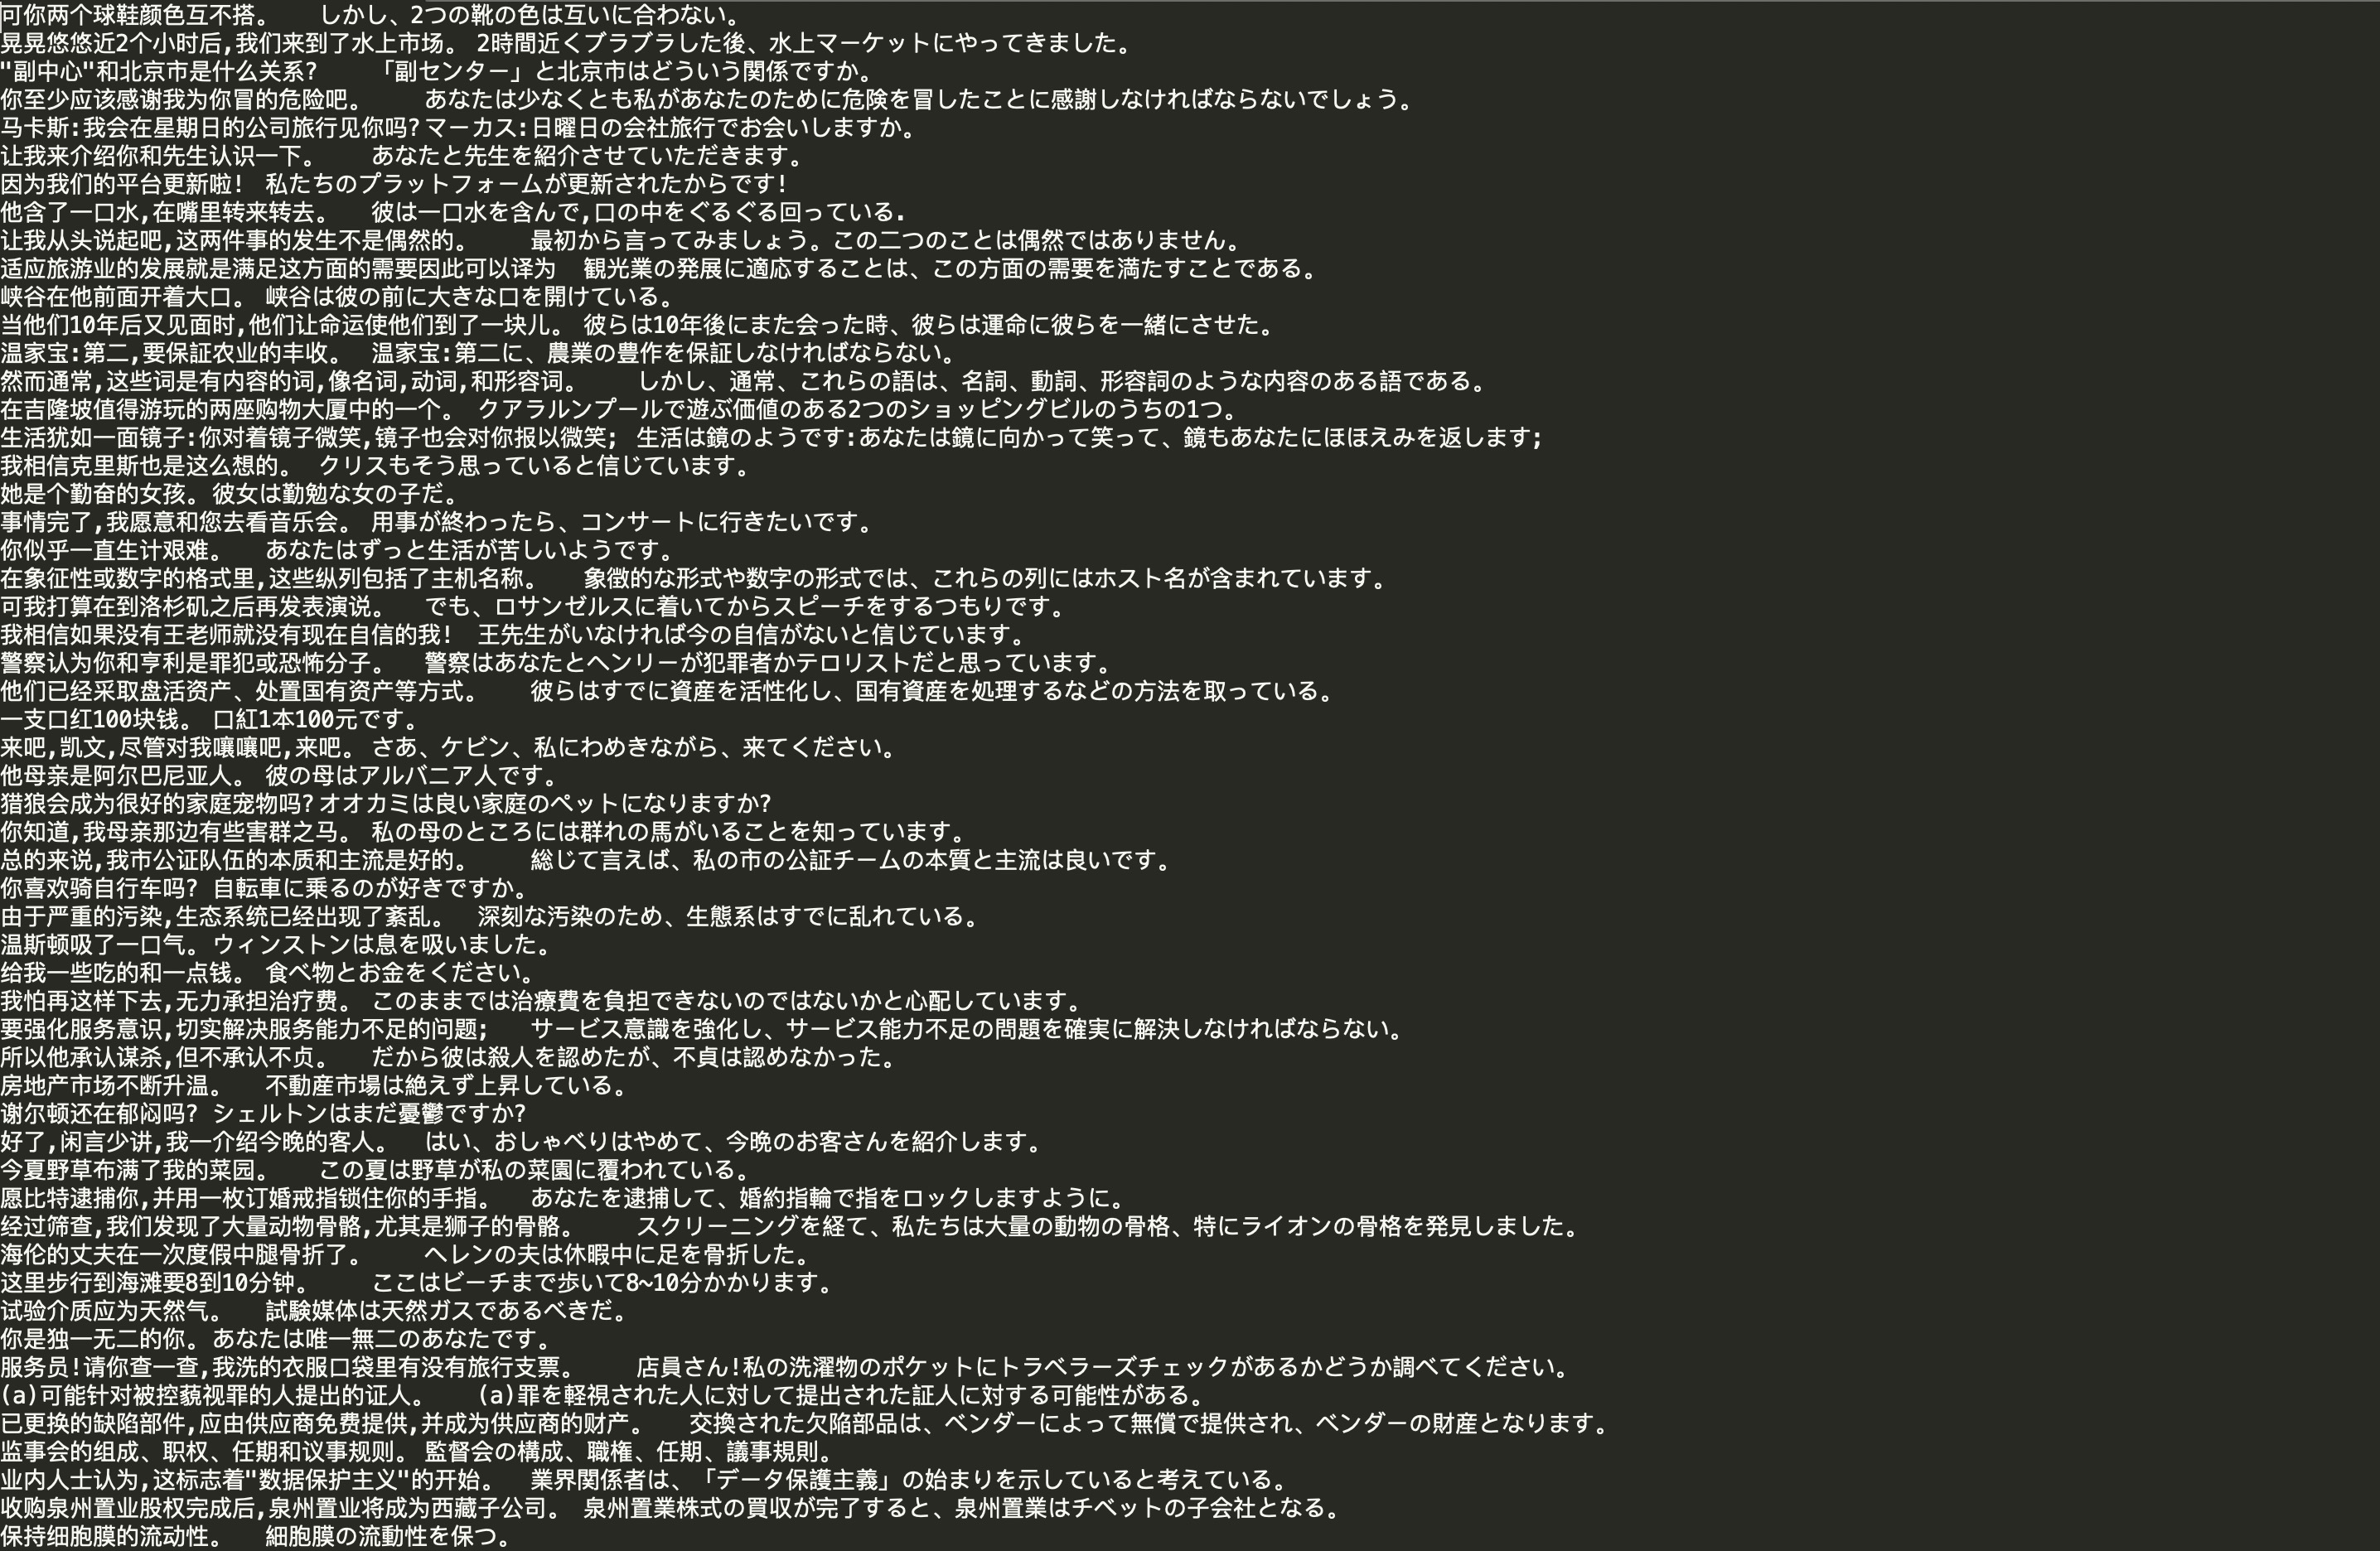 可你两个球鞋颜色互不搭。 しかし、2つの靴の色は互いに合わない。
晃晃悠悠近2个小时后,我们来到了水上市场。 2時間近くブラブラした後、水上マーケットにやってきました。
"副中心"和北京市是什么关系? 「副センター」と北京市はどういう関係ですか。
你至少应该感谢我为你冒的危险吧。 あなたは少なくとも私があなたのために危険を冒したことに感謝しなければならないでしょう。
马卡斯:我会在星期日的公司旅行见你吗? マーカス:日曜日の会社旅行でお会いしますか。
让我来介绍你和先生认识一下。 あなたと先生を紹介させていただきます。
因为我们的平台更新啦! 私たちのプラットフォームが更新されたからです!
他含了一口水,在嘴里转来转去。 彼は一口水を含んで,口の中をぐるぐる回っている.
让我从头说起吧,这两件事的发生不是偶然的。 最初から言ってみましょう。この二つのことは偶然ではありません。
适应旅游业的发展就是满足这方面的需要因此可以译为 観光業の発展に適応することは、この方面の需要を満たすことである。
峡谷在他前面开着大口。 峡谷は彼の前に大きな口を開けている。
当他们10年后又见面时,他们让命运使他们到了一块儿。 彼らは10年後にまた会った時、彼らは運命に彼らを一緒にさせた。
温家宝:第二,要保証农业的丰收。 温家宝:第二に、農業の豊作を保証しなければならない。
然而通常,这些词是有内容的词,像名词,动词,和形容词。 しかし、通常、これらの語は、名詞、動詞、形容詞のような内容のある語である。
在吉隆坡值得游玩的两座购物大厦中的一个。 クアラルンプールで遊ぶ価値のある2つのショッピングビルのうちの1つ。
生活犹如一面镜子:你对着镜子微笑,镜子也会对你报以微笑; 生活は鏡のようです:あなたは鏡に向かって笑って、鏡もあなたにほほえみを返します;
我相信克里斯也是这么想的。 クリスもそう思っていると信じています。
她是个勤奋的女孩。 彼女は勤勉な女の子だ。
事情完了,我愿意和您去看音乐会。 用事が終わったら、コンサートに行きたいです。
你似乎一直生计艰难。 あなたはずっと生活が苦しいようです。
在象征性或数字的格式里,这些纵列包括了主机名称。 象徴的な形式や数字の形式では、これらの列にはホスト名が含まれています。
可我打算在到洛杉矶之后再发表演说。 でも、ロサンゼルスに着いてからスピーチをするつもりです。
我相信如果没有王老师就没有现在自信的我! 王先生がいなければ今の自信がないと信じています。
警察认为你和亨利是罪犯或恐怖分子。 警察はあなたとヘンリーが犯罪者かテロリストだと思っています。
他们已经采取盘活资产、处置国有资产等方式。 彼らはすでに資産を活性化し、国有資産を処理するなどの方法を取っている。
一支口红100块钱。 口紅1本100元です。
来吧,凯文,尽管对我嚷嚷吧,来吧。 さあ、ケビン、私にわめきながら、来てください。
他母亲是阿尔巴尼亚人。 彼の母はアルバニア人です。
猎狼会成为很好的家庭宠物吗? オオカミは良い家庭のペットになりますか?
你知道,我母亲那边有些害群之马。 私の母のところには群れの馬がいることを知っています。
总的来说,我市公证队伍的本质和主流是好的。 総じて言えば、私の市の公証チームの本質と主流は良いです。
你喜欢骑自行车吗? 自転車に乗るのが好きですか。
由于严重的污染,生态系统已经出现了紊乱。 深刻な汚染のため、生態系はすでに乱れている。
温斯顿吸了一口气。 ウィンストンは息を吸いました。
给我一些吃的和一点钱。 食べ物とお金をください。
我怕再这样下去,无力承担治疗费。 このままでは治療費を負担できないのではないかと心配しています。
要强化服务意识,切实解决服务能力不足的问题; サービス意識を強化し、サービス能力不足の問題を確実に解決しなければならない。
所以他承认谋杀,但不承认不贞。 だから彼は殺人を認めたが、不貞は認めなかった。
房地产市场不断升温。 不動産市場は絶えず上昇している。
谢尔顿还在郁闷吗? シェルトンはまだ憂鬱ですか?
好了,闲言少讲,我一介绍今晚的客人。 はい、おしゃべりはやめて、今晩のお客さんを紹介します。
今夏野草布满了我的菜园。 この夏は野草が私の菜園に覆われている。
愿比特逮捕你,并用一枚订婚戒指锁住你的手指。 あなたを逮捕して、婚約指輪で指をロックしますように。
经过筛查,我们发现了大量动物骨骼,尤其是狮子的骨骼。 スクリーニングを経て、私たちは大量の動物の骨格、特にライオンの骨格を発見しました。
海伦的丈夫在一次度假中腿骨折了。 ヘレンの夫は休暇中に足を骨折した。
这里步行到海滩要8到10分钟。 ここはビーチまで歩いて8~10分かかります。
试验介质应为天然气。 試験媒体は天然ガスであるべきだ。
你是独一无二的你。 あなたは唯一無二のあなたです。
服务员!请你查一查,我洗的衣服口袋里有没有旅行支票。 店員さん!私の洗濯物のポケットにトラベラーズチェックがあるかどうか調べてください。
(a)可能针对被控藐视罪的人提出的证人。 (a)罪を軽視された人に対して提出された証人に対する可能性がある。
已更换的缺陷部件,应由供应商免费提供,并成为供应商的财产。 交換された欠陥部品は、ベンダーによって無償で提供され、ベンダーの財産となります。
监事会的组成、职权、任期和议事规则。 監督会の構成、職権、任期、議事規則。
业内人士认为,这标志着"数据保护主义"的开始。 業界関係者は、「データ保護主義」の始まりを示していると考えている。
收购泉州置业股权完成后,泉州置业将成为西藏子公司。 泉州置業株式の買収が完了すると、泉州置業はチベットの子会社となる。
保持细胞膜的流动性。 細胞膜の流動性を保つ。